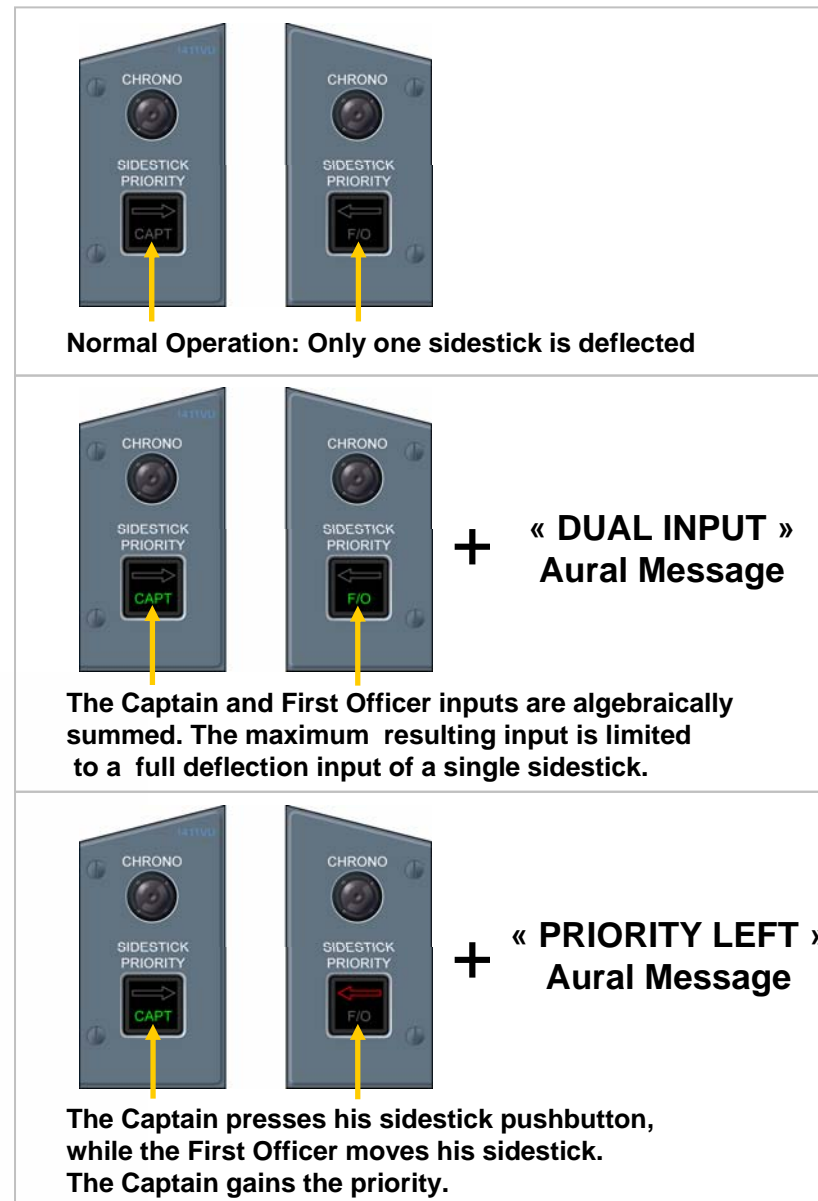 1411VU
CHRONO CHRONO
SIDESTICK PRIORITY SIDESTICK PRIORITY
CAPT F/O
Normal Operation: Only one sidestick is deflected
1411VU
CHRONO CHRONO
SIDESTICK PRIORITY SIDESTICK PRIORITY
CAPT F/O
+ « DUAL INPUT »
Aural Message
The Captain and First Officer inputs are algebraically
summed. The maximum resulting input is limited
to a full deflection input of a single sidestick.
1411VU
CHRONO CHRONO
SIDESTICK PRIORITY SIDESTICK PRIORITY
CAPT F/O
+ « PRIORITY LEFT »
Aural Message
The Captain presses his sidestick pushbutton,
while the First Officer moves his sidestick.
The Captain gains the priority.